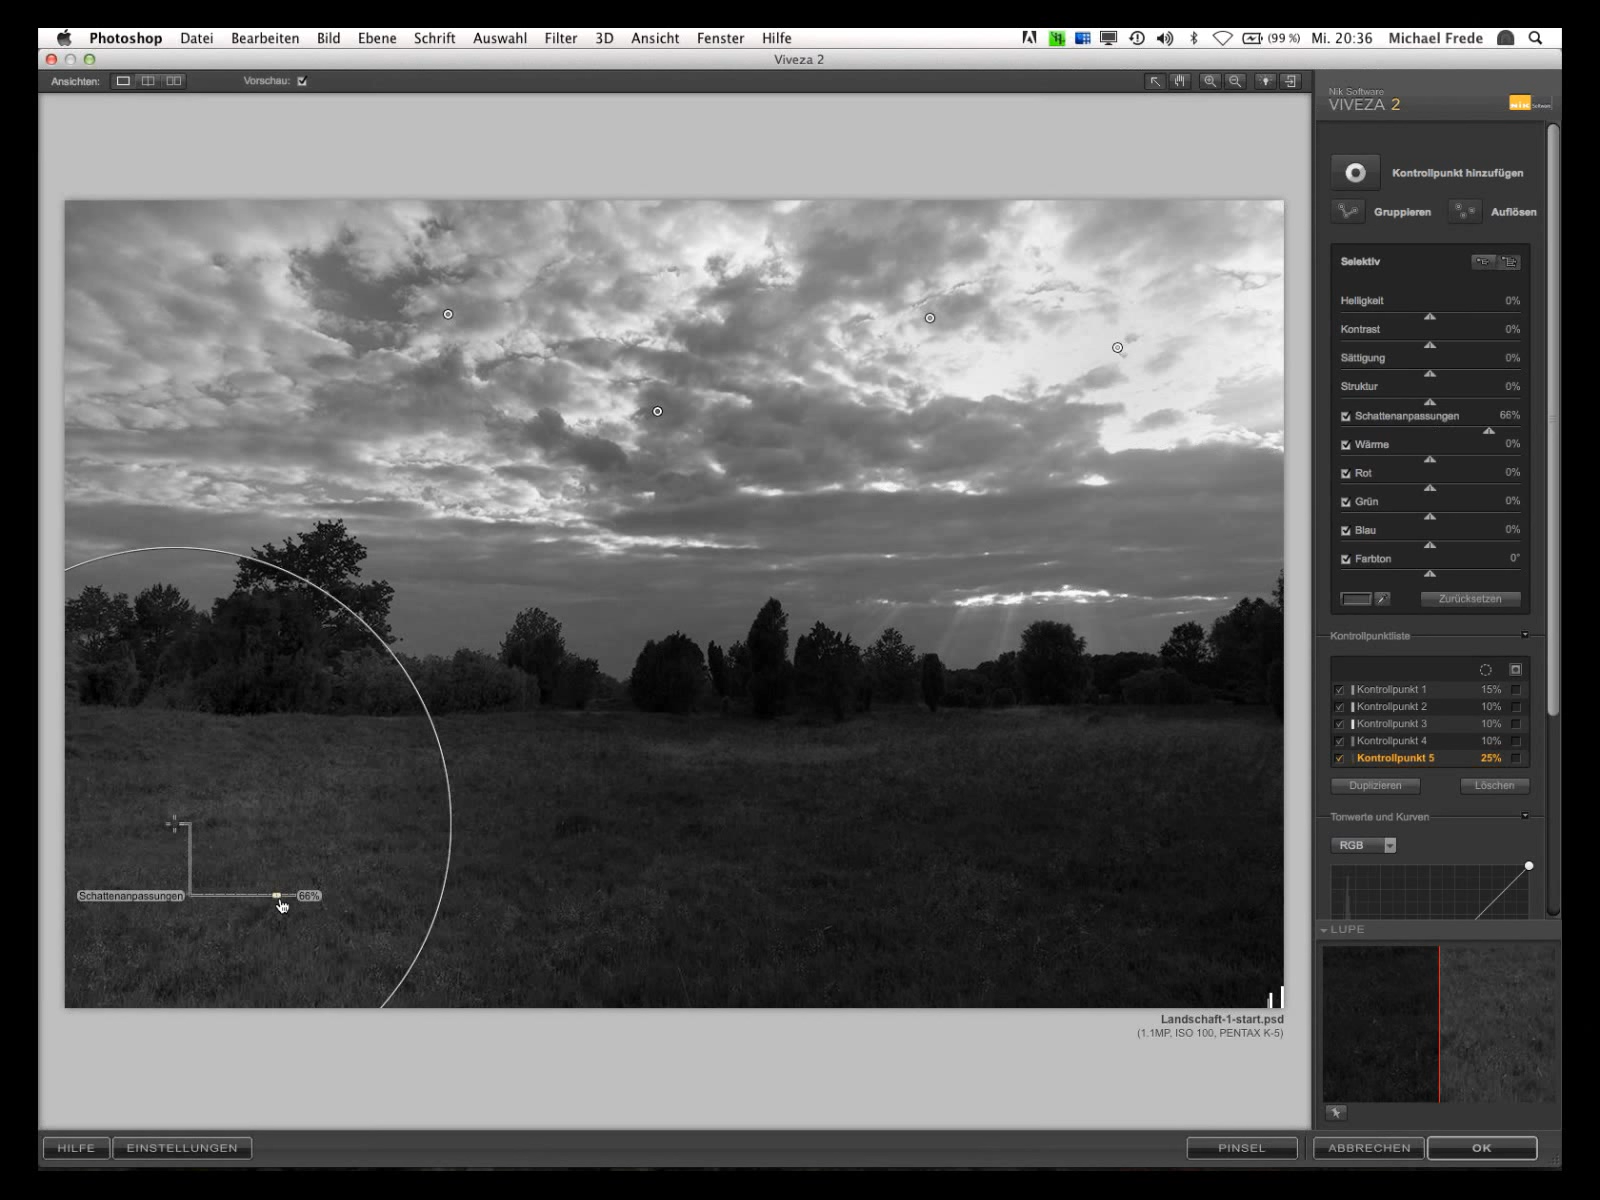 Photoshop Datei Bearbeiten Bild Ebene Schrift Auswahl Filter 3D Ansicht Fenster Hilfe (99 %) Mi. 20:36 Michael Frede
Viveza 2
Ansichten: Vorschau:
Nik Software
VIVEZA 2
nik Software
Kontrollpunkt hinzufügen
Gruppieren Auflösen
Selektiv
Helligkeit 0%
Kontrast 0%
Sättigung 0%
Struktur 0%
Schattenanpassungen 66%
Wärme 0%
Rot 0%
Grün 0%
Blau 0%
Farbton 0°
Zurücksetzen
Kontrollpunktliste
Kontrollpunkt 1 15%
Kontrollpunkt 2 10%
Kontrollpunkt 3 10%
Kontrollpunkt 4 10%
Kontrollpunkt 5 25%
Duplizieren Löschen
Tonwerte und Kurven
RGB
Schattenanpassungen 66%
LUPE
Landschaft-1-start.psd
(1.1MP, ISO 100, PENTAX K-5)
HILFE EINSTELLUNGEN PINSEL ABBRECHEN OK